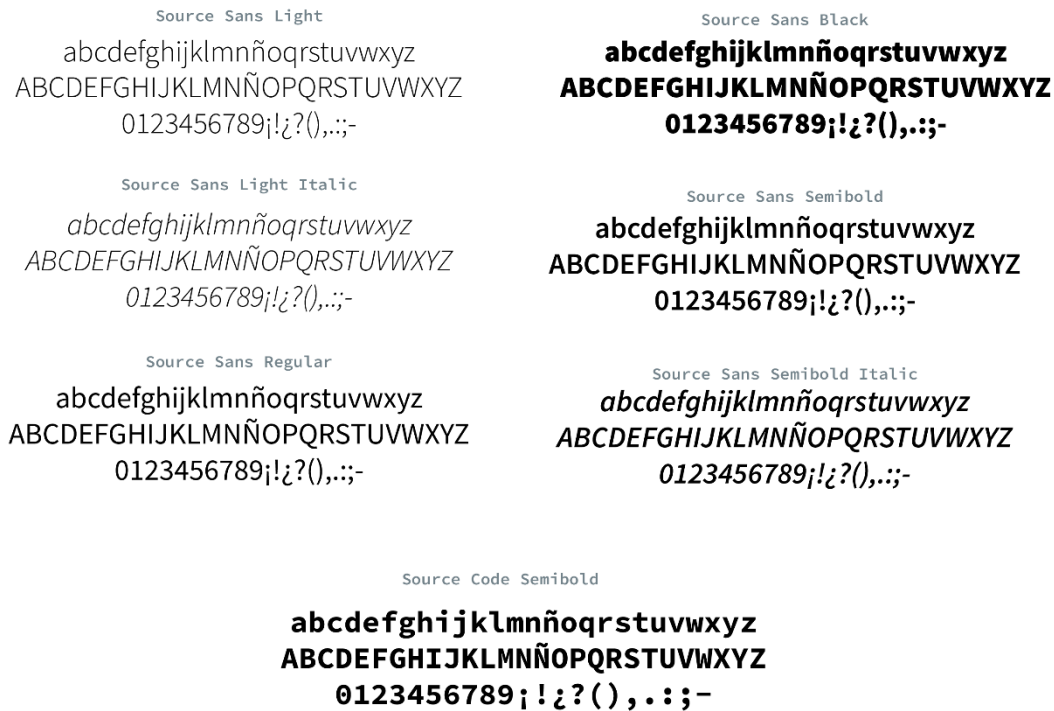 Source Sans Light
abcdefghijklmnñoqrstuvwxyz
ABCDEFGHIJKLMNÑOPQRSTUVWXYZ
0123456789¡!¿?(),.:;-
Source Sans Light Italic
abcdefghijklmnñoqrstuvwxyz
ABCDEFGHIJKLMNÑOPQRSTUVWXYZ
0123456789¡!¿?(),.:;-
Source Sans Regular
abcdefghijklmnñoqrstuvwxyz
ABCDEFGHIJKLMNÑOPQRSTUVWXYZ
0123456789¡!¿?(),.:;-
Source Sans Black
abcdefghijklmnñoqrstuvwxyz
ABCDEFGHIJKLMNÑOPQRSTUVWXYZ
0123456789¡!¿?(),.:;-
Source Sans Semibold
abcdefghijklmnñoqrstuvwxyz
ABCDEFGHIJKLMNÑOPQRSTUVWXYZ
0123456789¡!¿?(),.:;-
Source Sans Semibold Italic
abcdefghijklmnñoqrstuvwxyz
ABCDEFGHIJKLMNÑOPQRSTUVWXYZ
0123456789¡!¿?(),.:;-
Source Code Semibold
abcdefghijklmnñoqrstuvwxyz
ABCDEFGHIJKLMNÑOPQRSTUVWXYZ
0123456789¡!¿?(),.:;-